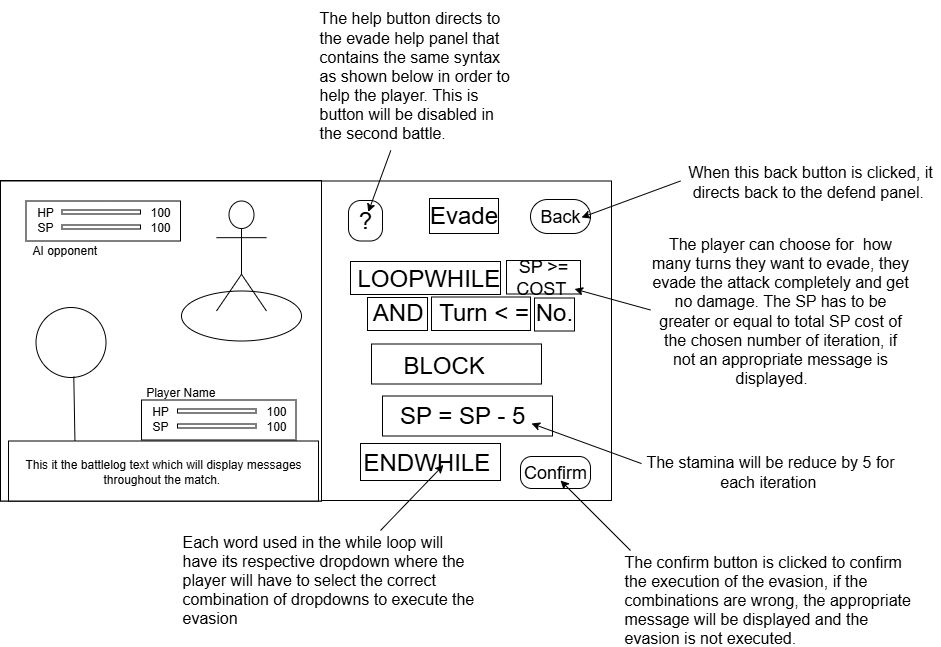 The help button directs to
the evade help panel that
contains the same syntax
as shown below in order to
help the player. This is
button will be disabled in
the second battle.
When this back button is clicked, it
directs back to the defend panel.
HP 100
SP 100
AI opponent
?
Evade
Back
LOOPWHILE
SP >=
COST
AND
Turn < =
No.
BLOCK
SP = SP - 5
ENDWHILE
Confirm
The player can choose for how
many turns they want to evade, they
evade the attack completely and get
no damage. The SP has to be
greater or equal to total SP cost of
the chosen number of iteration, if
not an appropriate message is
displayed.
Player Name
HP 100
SP 100
This it the battlelog text which will display messages
throughout the match.
The stamina will be reduce by 5 for
each iteration
Each word used in the while loop will
have its respective dropdown where the
player will have to select the correct
combination of dropdowns to execute the
evasion
The confirm button is clicked to confirm
the execution of the evasion, if the
combinations are wrong, the appropriate
message will be displayed and the
evasion is not executed.